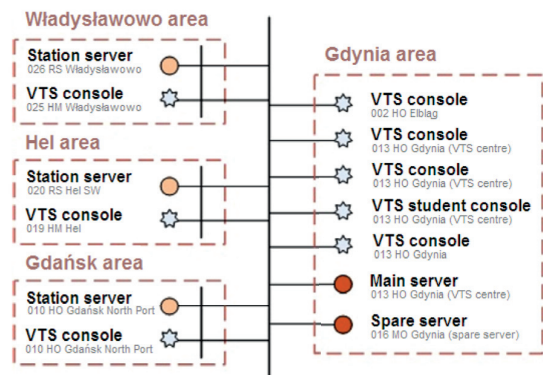 Władysławowo area
Station server
026 RS Władysławowo
VTS console
025 HM Władysławowo
Hel area
Station server
020 RS Hel SW
VTS console
019 HM Hel
Gdańsk area
Station server
010 HO Gdańsk North Port
VTS console
010 HO Gdańsk North Port
Gdynia area
VTS console
002 HO Elbląg
VTS console
013 HO Gdynia (VTS centre)
VTS console
013 HO Gdynia (VTS centre)
VTS student console
013 HO Gdynia (VTS centre)
VTS console
013 HO Gdynia
Main server
013 HO Gdynia (VTS centre)
Spare server
016 MO Gdynia (spare server)